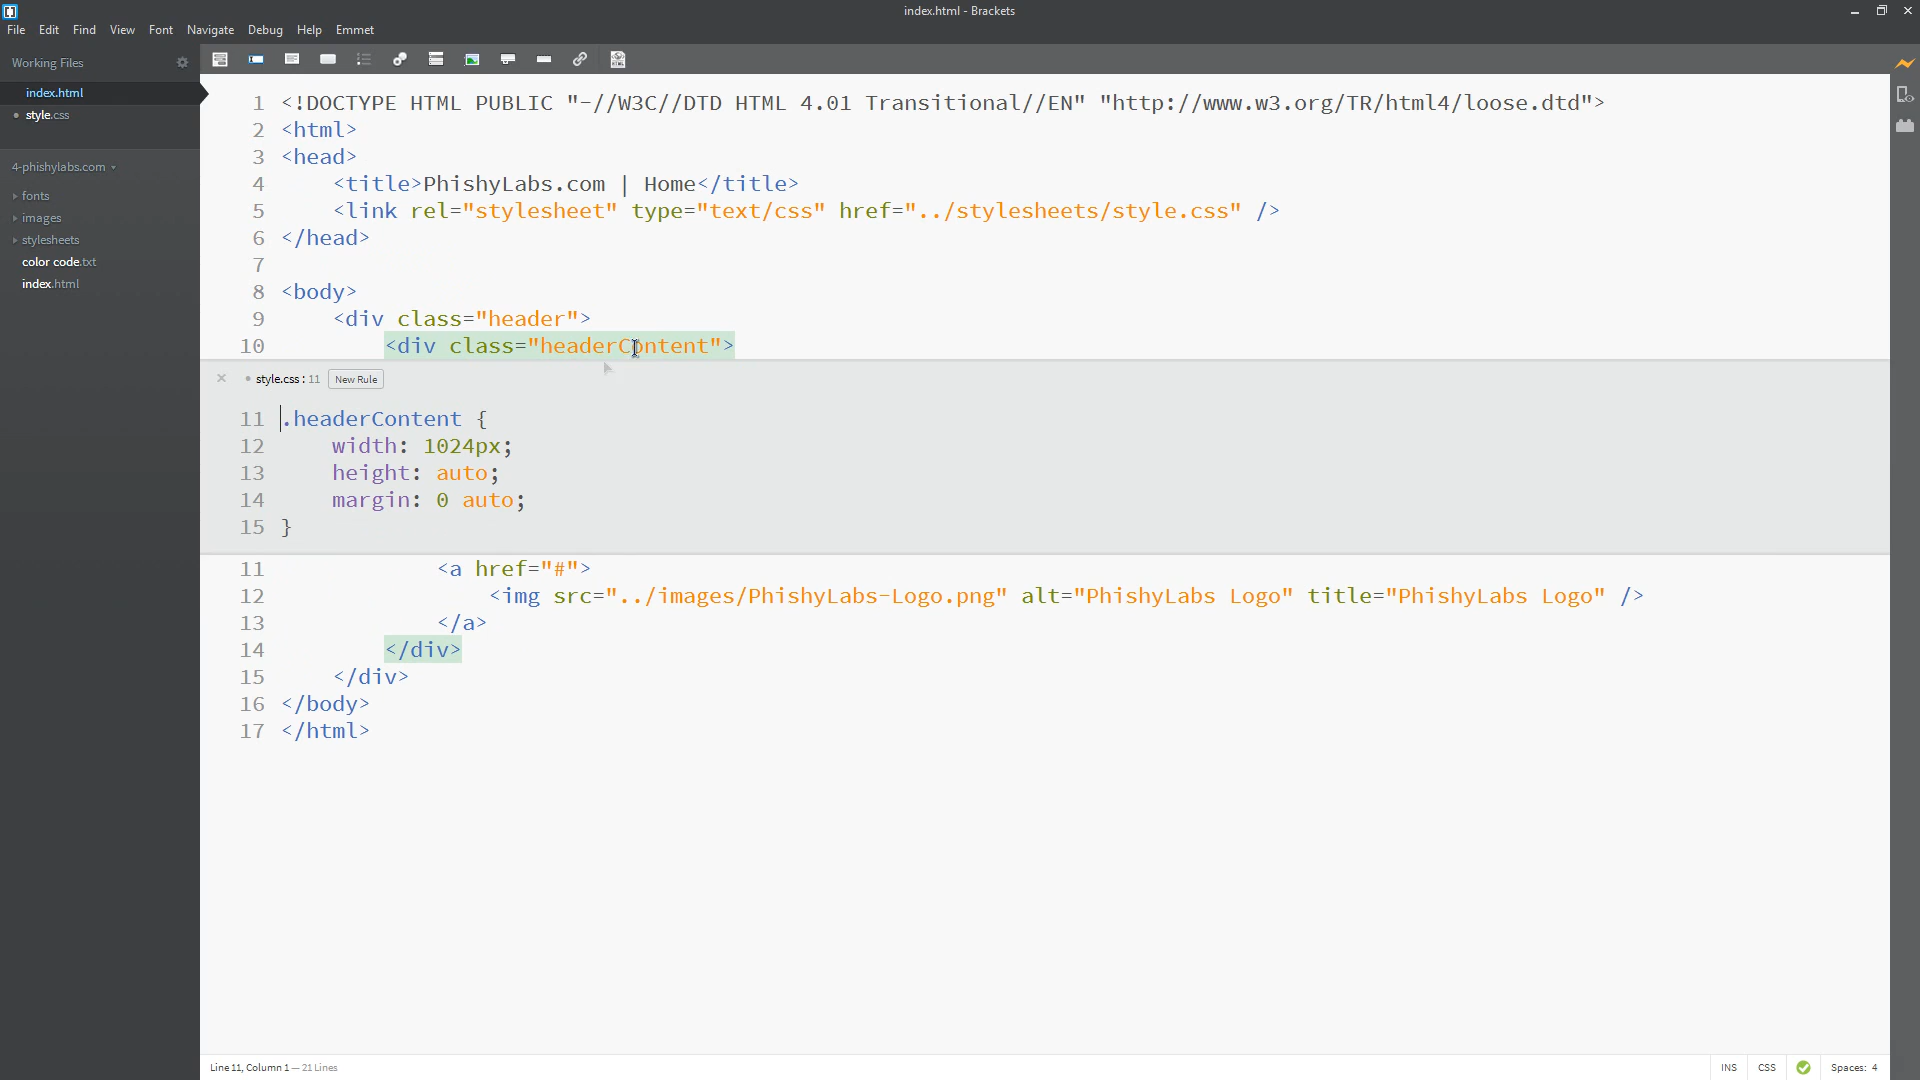 index.html - Brackets
File Edit Find View Font Navigate Debug Help Emmet
Working Files
index.html
• style.css
4-phishylabs.com
fonts
images
stylesheets
color code.txt
index.html
1 <!DOCTYPE HTML PUBLIC "-//W3C//DTD HTML 4.01 Transitional//EN" "http://www.w3.org/TR/html4/loose.dtd">
2 <html>
3 <head>
4     <title>PhishyLabs.com | Home</title>
5     <link rel="stylesheet" type="text/css" href="../stylesheets/style.css" />
6 </head>
7
8 <body>
9     <div class="header">
10         <div class="headerContent">
× • style.css : 11 New Rule
11 .headerContent {
12     width: 1024px;
13     height: auto;
14     margin: 0 auto;
15 }
11             <a href="#">
12                 <img src="../images/PhishyLabs-Logo.png" alt="PhishyLabs Logo" title="PhishyLabs Logo" />
13             </a>
14         </div>
15     </div>
16 </body>
17 </html>
Line 11, Column 1 — 21 Lines INS CSS Spaces: 4